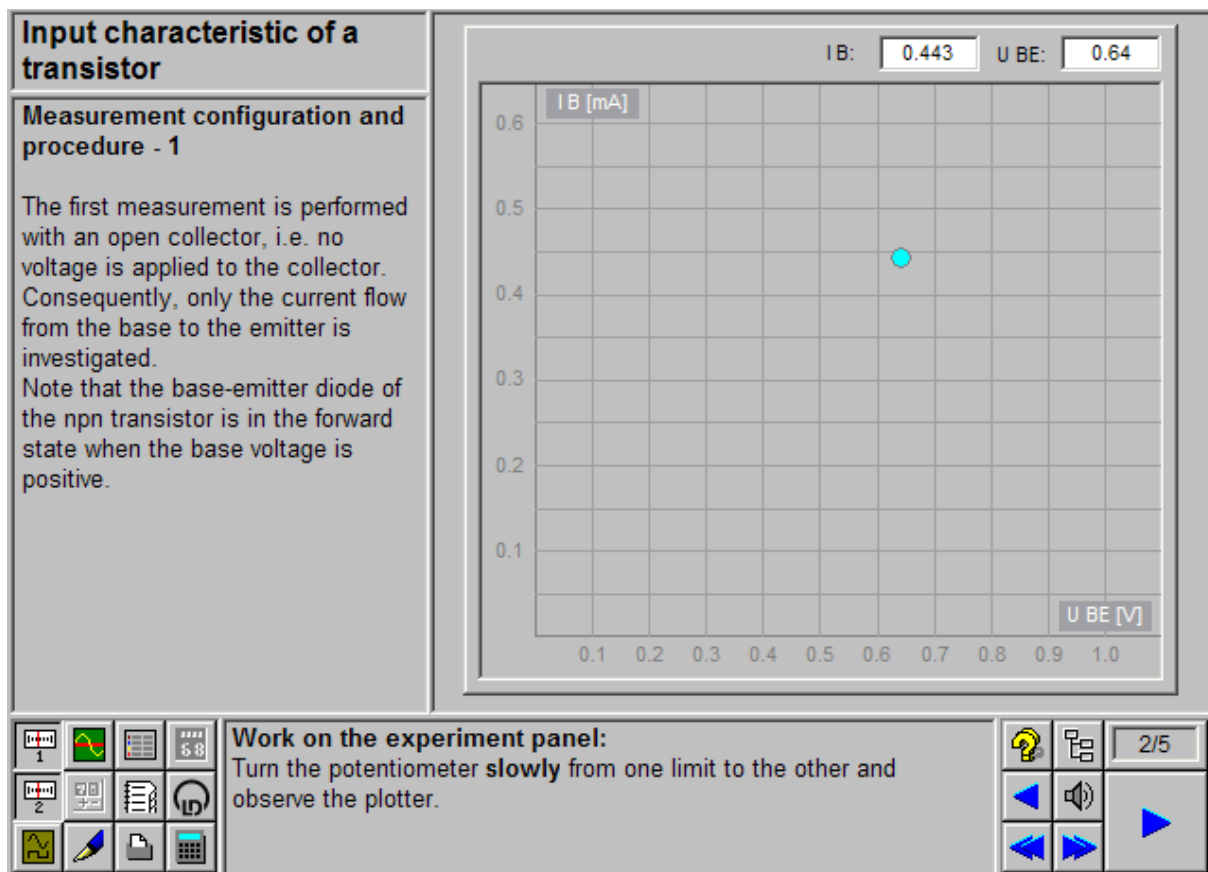 Input characteristic of a
transistor
Measurement configuration and
procedure - 1
The first measurement is performed
with an open collector, i.e. no
voltage is applied to the collector.
Consequently, only the current flow
from the base to the emitter is
investigated.
Note that the base-emitter diode of
the npn transistor is in the forward
state when the base voltage is
positive.
I B: 0.443 U BE: 0.64
I B [mA]
0.6
0.5
0.4
0.3
0.2
0.1
U BE [V]
0.1 0.2 0.3 0.4 0.5 0.6 0.7 0.8 0.9 1.0
1
2
Work on the experiment panel:
Turn the potentiometer slowly from one limit to the other and
observe the plotter.
2/5